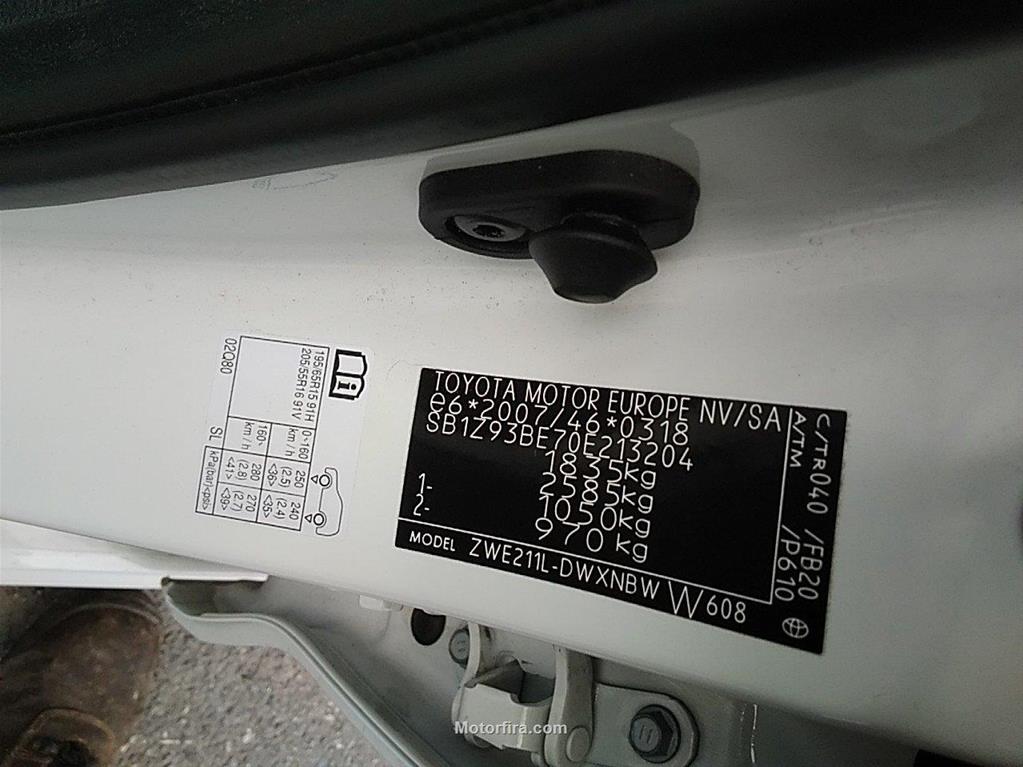 TOYOTA MOTOR EUROPE NV/SA
e6*2007/46*0318
SB1Z93BE70E213204
1835kg
2585kg
1- 1050kg
2- 970kg
MODEL ZWE211L-DWXNBW W608
C/TR040 /FB20
A/TM /P610
195/65R15 91H
205/55R16 91V
02Q80
0~160 km/h
250 (2.5) <36>
240 (2.4) <35>
160~ km/h
280 (2.8) <41>
270 (2.7) <39>
SL kPa(bar)<psi>
Motorfira.com